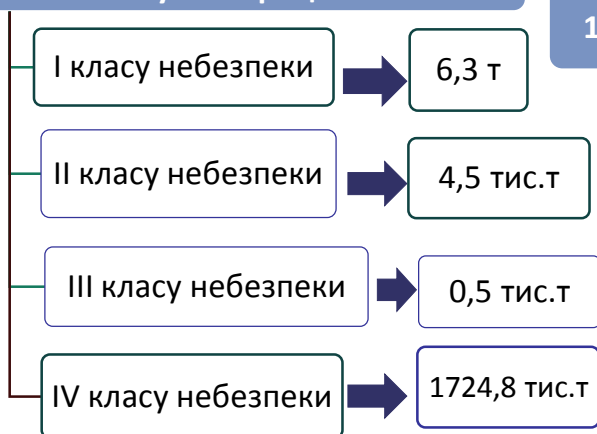 1
I класу небезпеки
6,3 т
II класу небезпеки
4,5 тис.т
III класу небезпеки
0,5 тис.т
IV класу небезпеки
1724,8 тис.т